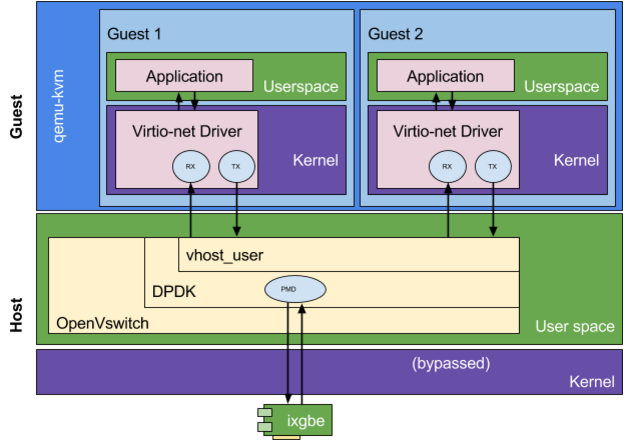 Guest
qemu-kvm
Guest 1
Application
Userspace
Virtio-net Driver
RX
TX
Kernel
Guest 2
Application
Userspace
Virtio-net Driver
RX
TX
Kernel
Host
vhost_user
DPDK
PMD
OpenVswitch
User space
(bypassed)
Kernel
ixgbe